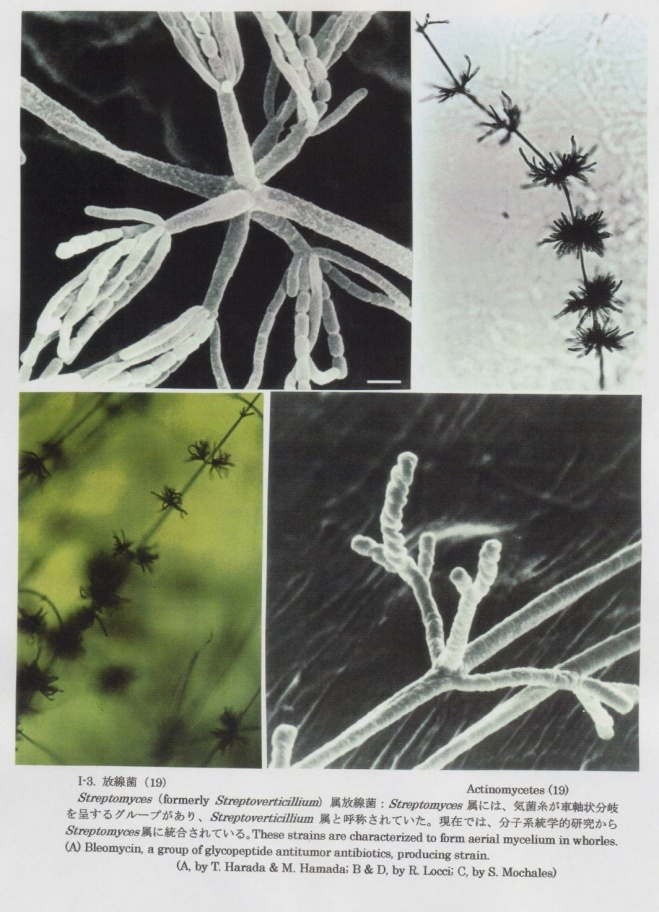 I-3. 放線菌 (19)
Actinomycetes (19)
Streptomyces (formerly Streptoverticillium) 属放線菌：Streptomyces 属には、気菌糸が車軸状分岐
を呈するグループがあり、Streptoverticillium 属と呼称されていた。現在では、分子系統学的研究から
Streptomyces属に統合されている。These strains are characterized to form aerial mycelium in whorles.
(A) Bleomycin, a group of glycopeptide antitumor antibiotics, producing strain.
(A, by T. Harada & M. Hamada; B & D, by R. Locci; C, by S. Mochales)